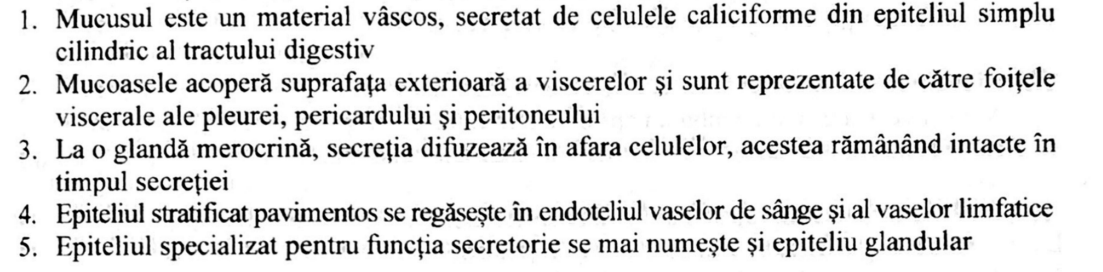 1. Mucusul este un material vâscos, secretat de celulele caliciforme din epiteliul simplu
cilindric al tractului digestiv
2. Mucoasele acoperă suprafața exterioară a viscerelor și sunt reprezentate de către foițele
viscerale ale pleurei, pericardului și peritoneului
3. La o glandă merocrină, secreția difuzează în afara celulelor, acestea rămânând intacte în
timpul secreției
4. Epiteliul stratificat pavimentos se regăsește în endoteliul vaselor de sânge și al vaselor limfatice
5. Epiteliul specializat pentru funcția secretorie se mai numește și epiteliu glandular